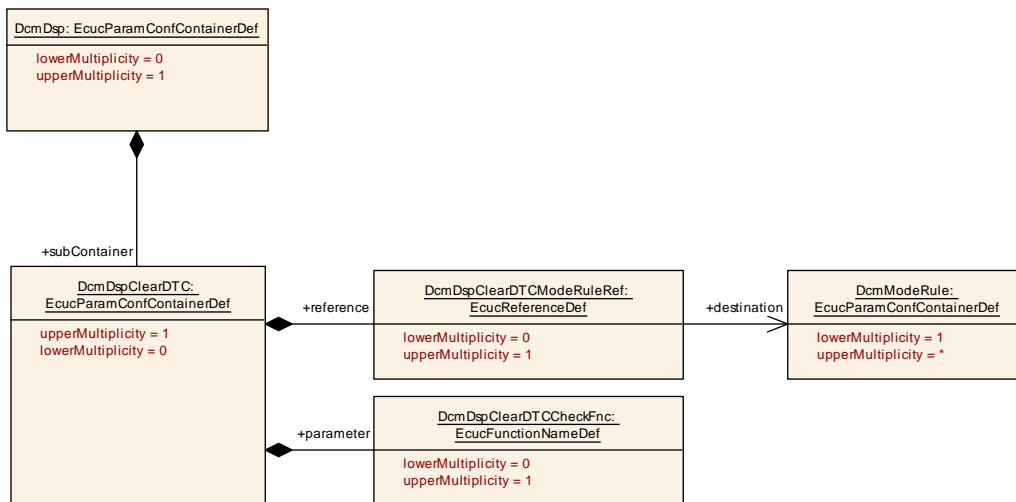 DcmDsp: EcucParamConfContainerDef
lowerMultiplicity = 0
upperMultiplicity = 1
+subContainer
DcmDspClearDTC:
EcucParamConfContainerDef
upperMultiplicity = 1
lowerMultiplicity = 0
+reference
DcmDspClearDTCModeRuleRef:
EcucReferenceDef
lowerMultiplicity = 0
upperMultiplicity = 1
+destination
DcmModeRule:
EcucParamConfContainerDef
lowerMultiplicity = 1
upperMultiplicity = *
+parameter
DcmDspClearDTCCheckFnc:
EcucFunctionNameDef
lowerMultiplicity = 0
upperMultiplicity = 1